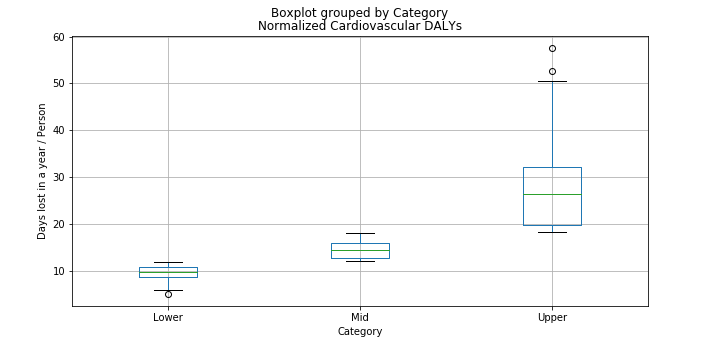 Boxplot grouped by Category
Normalized Cardiovascular DALYs
60
50
40
30
20
10
Days lost in a year / Person
Lower
Mid
Upper
Category